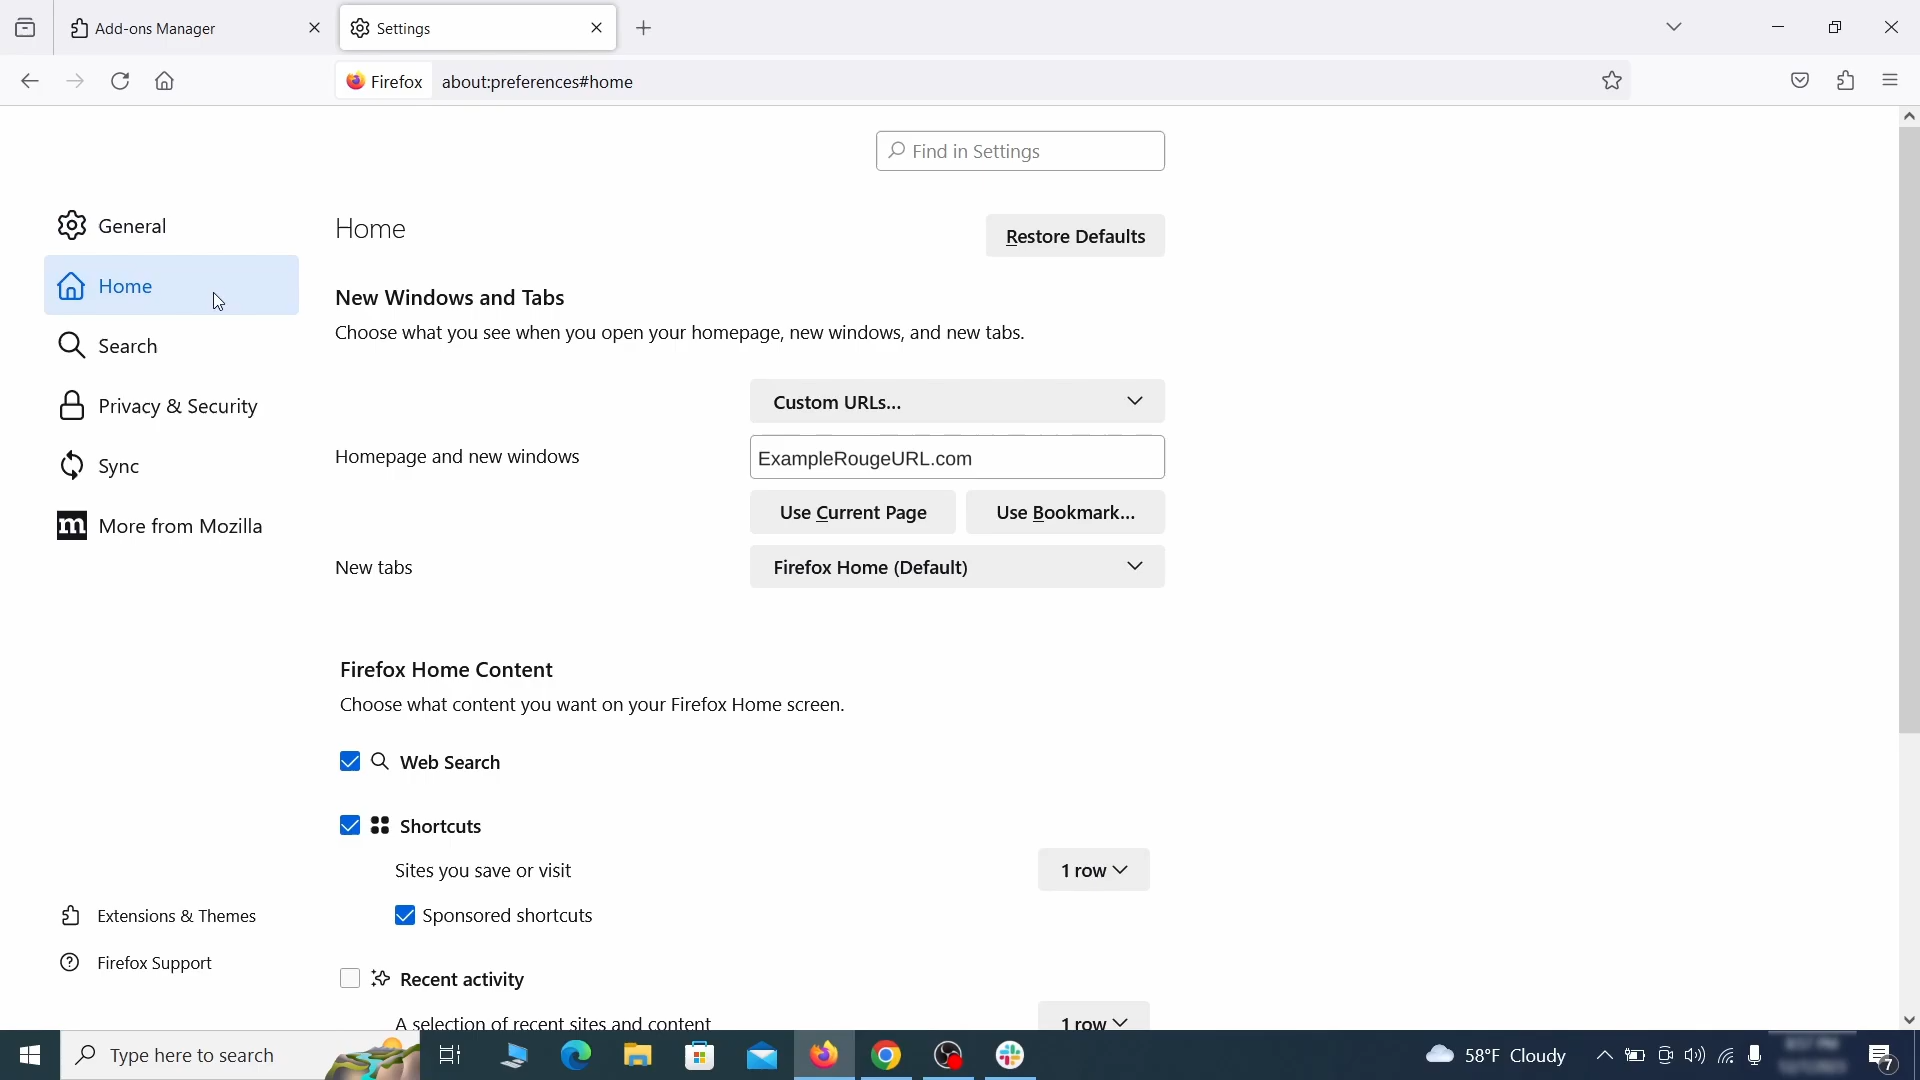 Add-ons Manager
Settings
Firefox about:preferences#home
Find in Settings
General
Home
Search
Privacy & Security
Sync
m More from Mozilla
Extensions & Themes
Firefox Support
Home
Restore Defaults
New Windows and Tabs
Choose what you see when you open your homepage, new windows, and new tabs.
Custom URLs...
Homepage and new windows
ExampleRougeURL.com
Use Current Page
Use Bookmark...
New tabs
Firefox Home (Default)
Firefox Home Content
Choose what content you want on your Firefox Home screen.
Web Search
Shortcuts
Sites you save or visit
1 row
Sponsored shortcuts
Recent activity
A selection of recent sites and content
1 row
Type here to search
58°F Cloudy
7